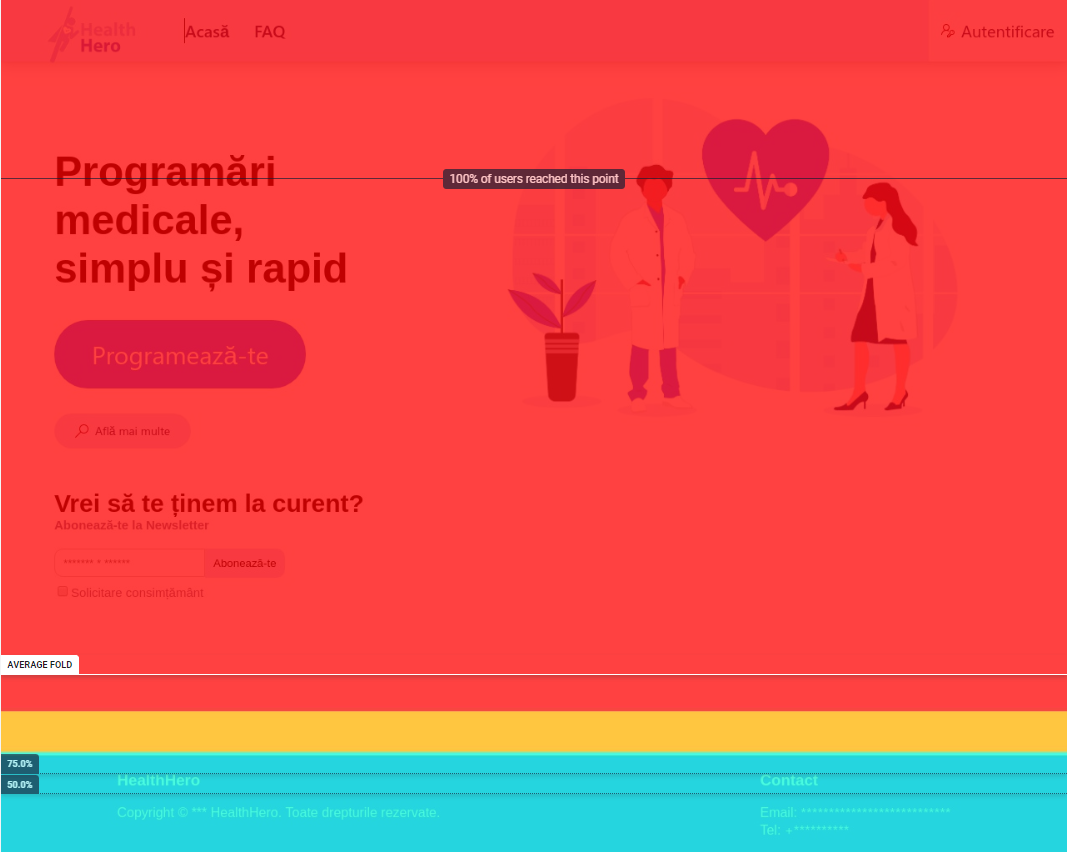 Health
Hero
Acasă
FAQ
Autentificare
Programări
medicale,
simplu și rapid
100% of users reached this point
Programează-te
Află mai multe
Vrei să te ținem la curent?
Abonează-te la Newsletter
******* * ******
Abonează-te
Solicitare consimțământ
AVERAGE FOLD
75.0%
50.0%
HealthHero
Copyright © *** HealthHero. Toate drepturile rezervate.
Contact
Email: ***************************
Tel: +**********